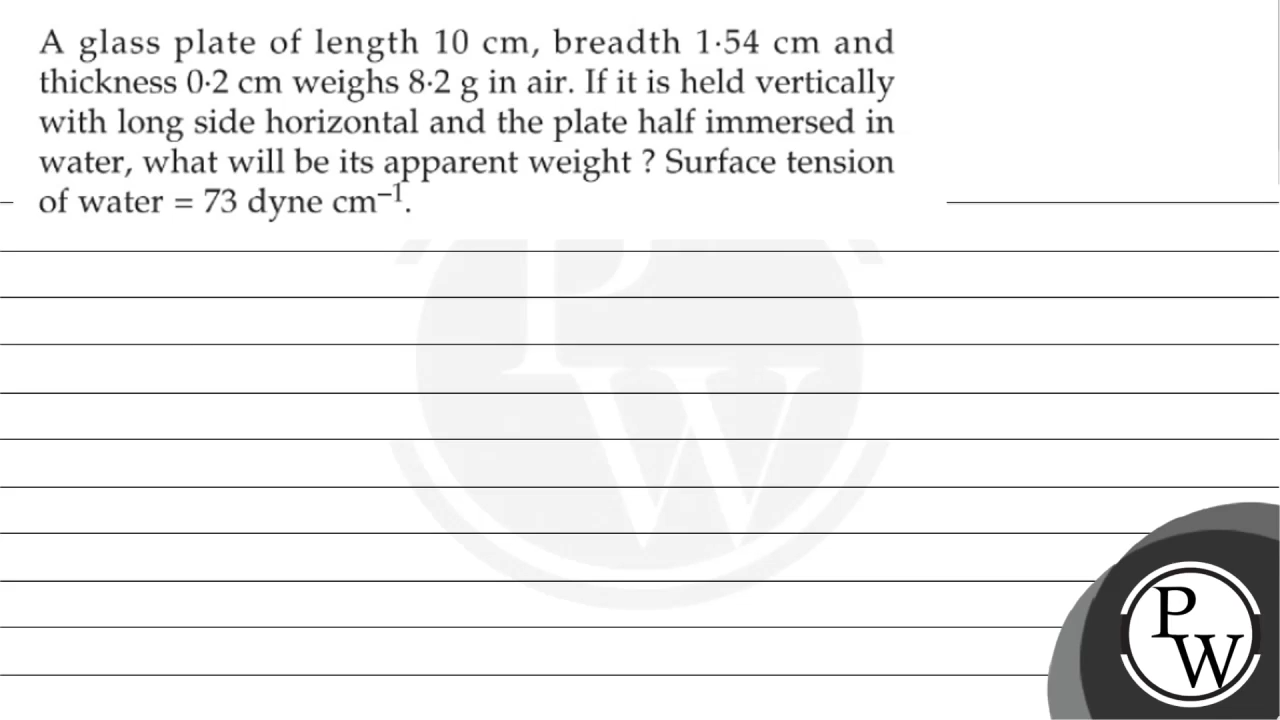 A glass plate of length 10 cm, breadth 1·54 cm and
thickness 0·2 cm weighs 8·2 g in air. If it is held vertically
with long side horizontal and the plate half immersed in
water, what will be its apparent weight ? Surface tension
of water = 73 dyne cm⁻¹.
P
W
P
W